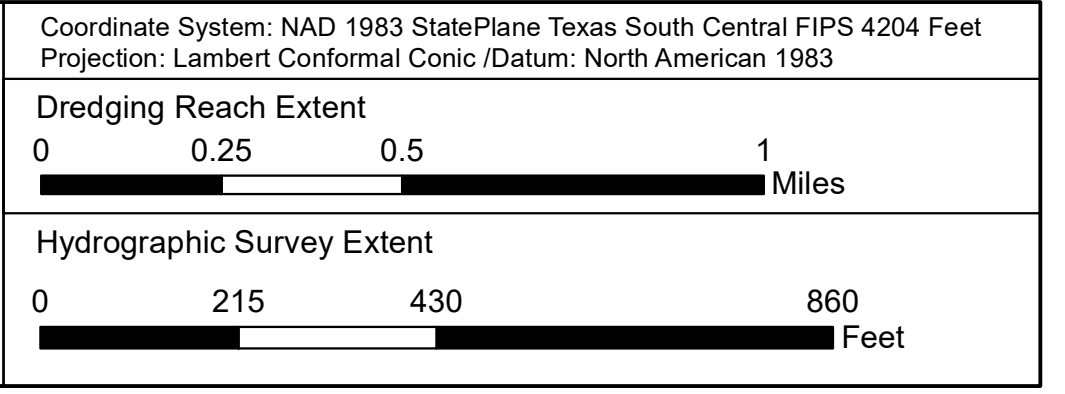 Coordinate System: NAD 1983 StatePlane Texas South Central FIPS 4204 Feet
Projection: Lambert Conformal Conic /Datum: North American 1983
Dredging Reach Extent
0 0.25 0.5 1
Miles
Hydrographic Survey Extent
0 215 430 860
Feet